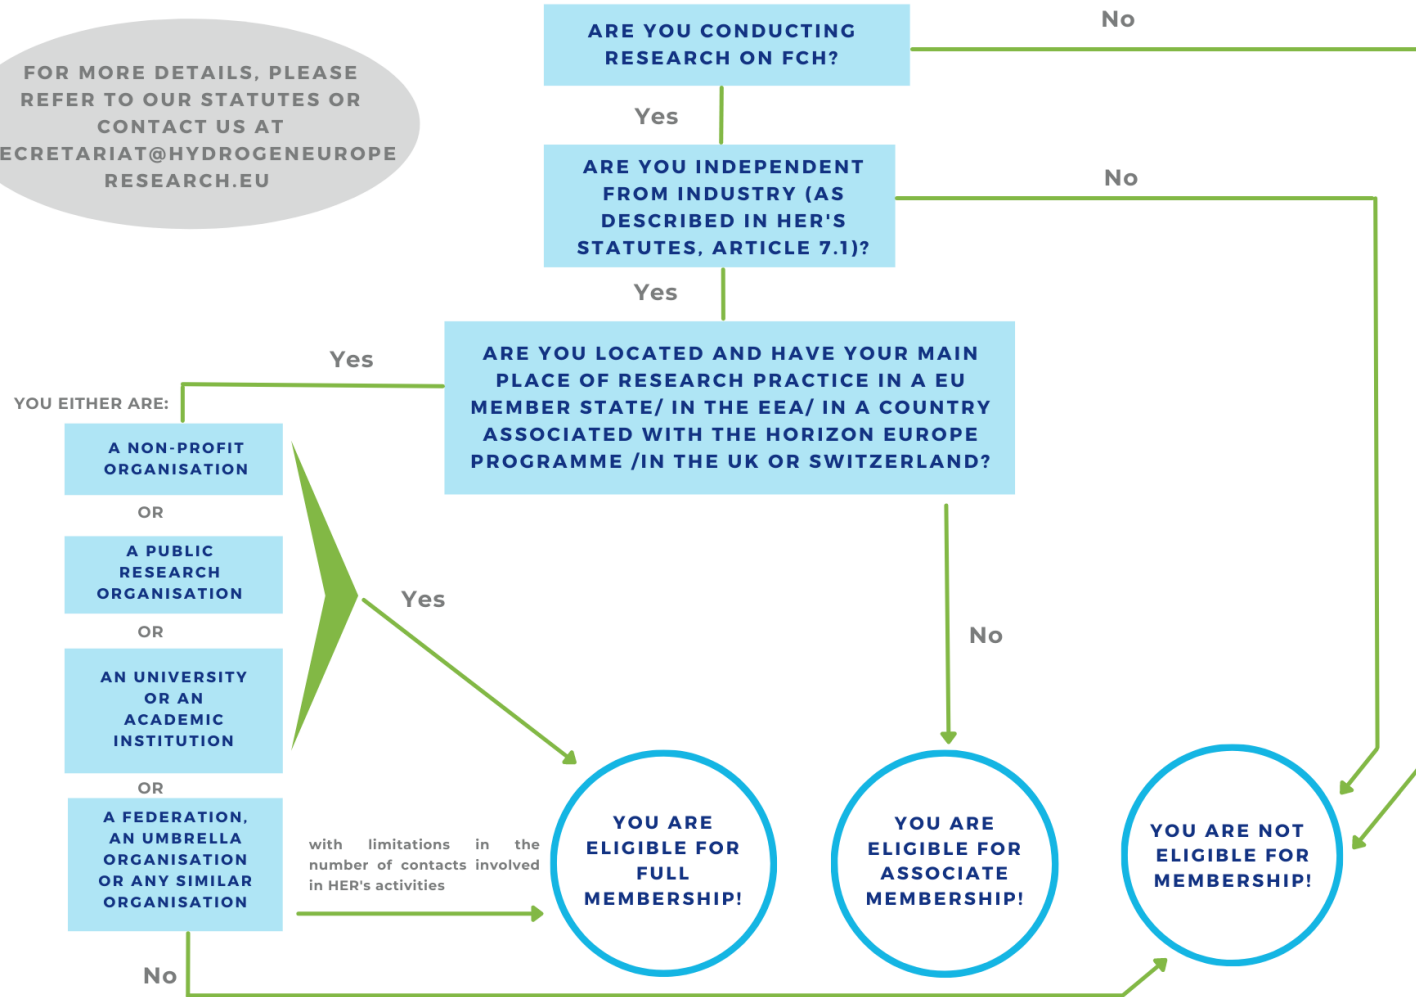 ARE YOU CONDUCTING
RESEARCH ON FCH?
No
FOR MORE DETAILS, PLEASE
REFER TO OUR STATUTES OR
CONTACT US AT
ECRETARIAT@HYDROGENEUROPE
RESEARCH.EU
Yes
ARE YOU INDEPENDENT
FROM INDUSTRY (AS
DESCRIBED IN HER'S
STATUTES, ARTICLE 7.1)?
No
Yes
ARE YOU LOCATED AND HAVE YOUR MAIN
PLACE OF RESEARCH PRACTICE IN A EU
MEMBER STATE/ IN THE EEA/ IN A COUNTRY
ASSOCIATED WITH THE HORIZON EUROPE
PROGRAMME /IN THE UK OR SWITZERLAND?
Yes
YOU EITHER ARE:
A NON-PROFIT
ORGANISATION
OR
A PUBLIC
RESEARCH
ORGANISATION
OR
AN UNIVERSITY
OR AN
ACADEMIC
INSTITUTION
OR
A FEDERATION,
AN UMBRELLA
ORGANISATION
OR ANY SIMILAR
ORGANISATION
Yes
No
with limitations in the
number of contacts involved
in HER's activities
YOU ARE
ELIGIBLE FOR
FULL
MEMBERSHIP!
YOU ARE
ELIGIBLE FOR
ASSOCIATE
MEMBERSHIP!
YOU ARE NOT
ELIGIBLE FOR
MEMBERSHIP!
No